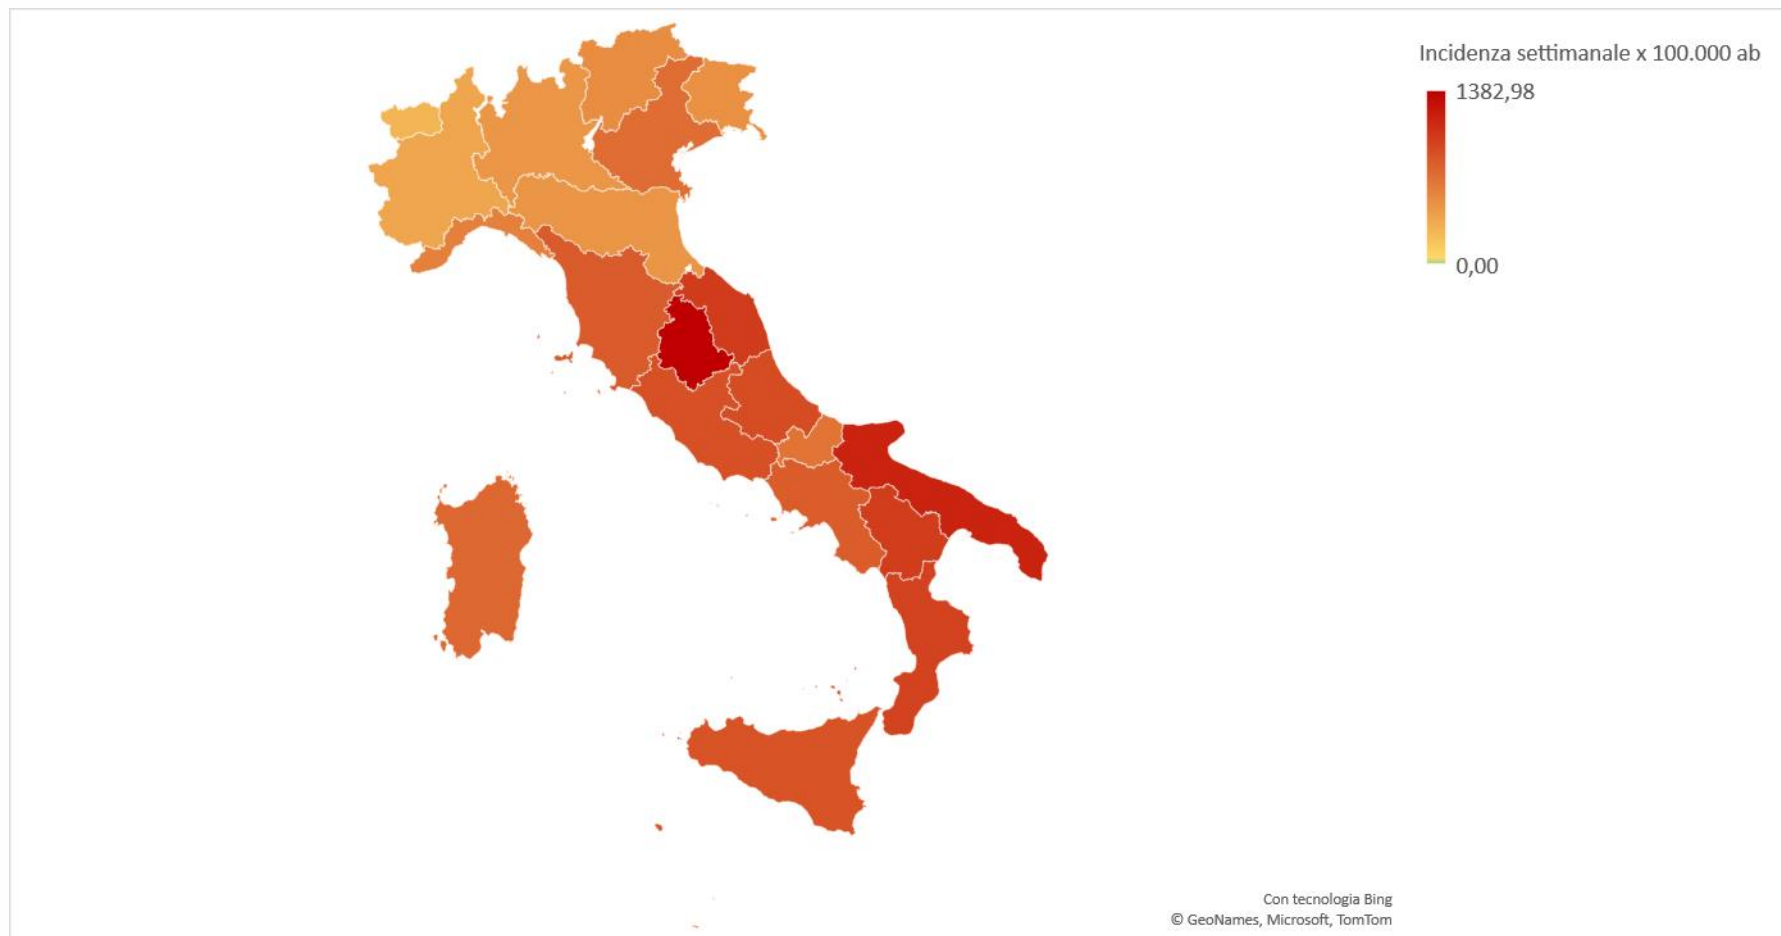 Incidenza settimanale x 100.000 ab
1382,98
0,00
Con tecnologia Bing
© GeoNames, Microsoft, TomTom